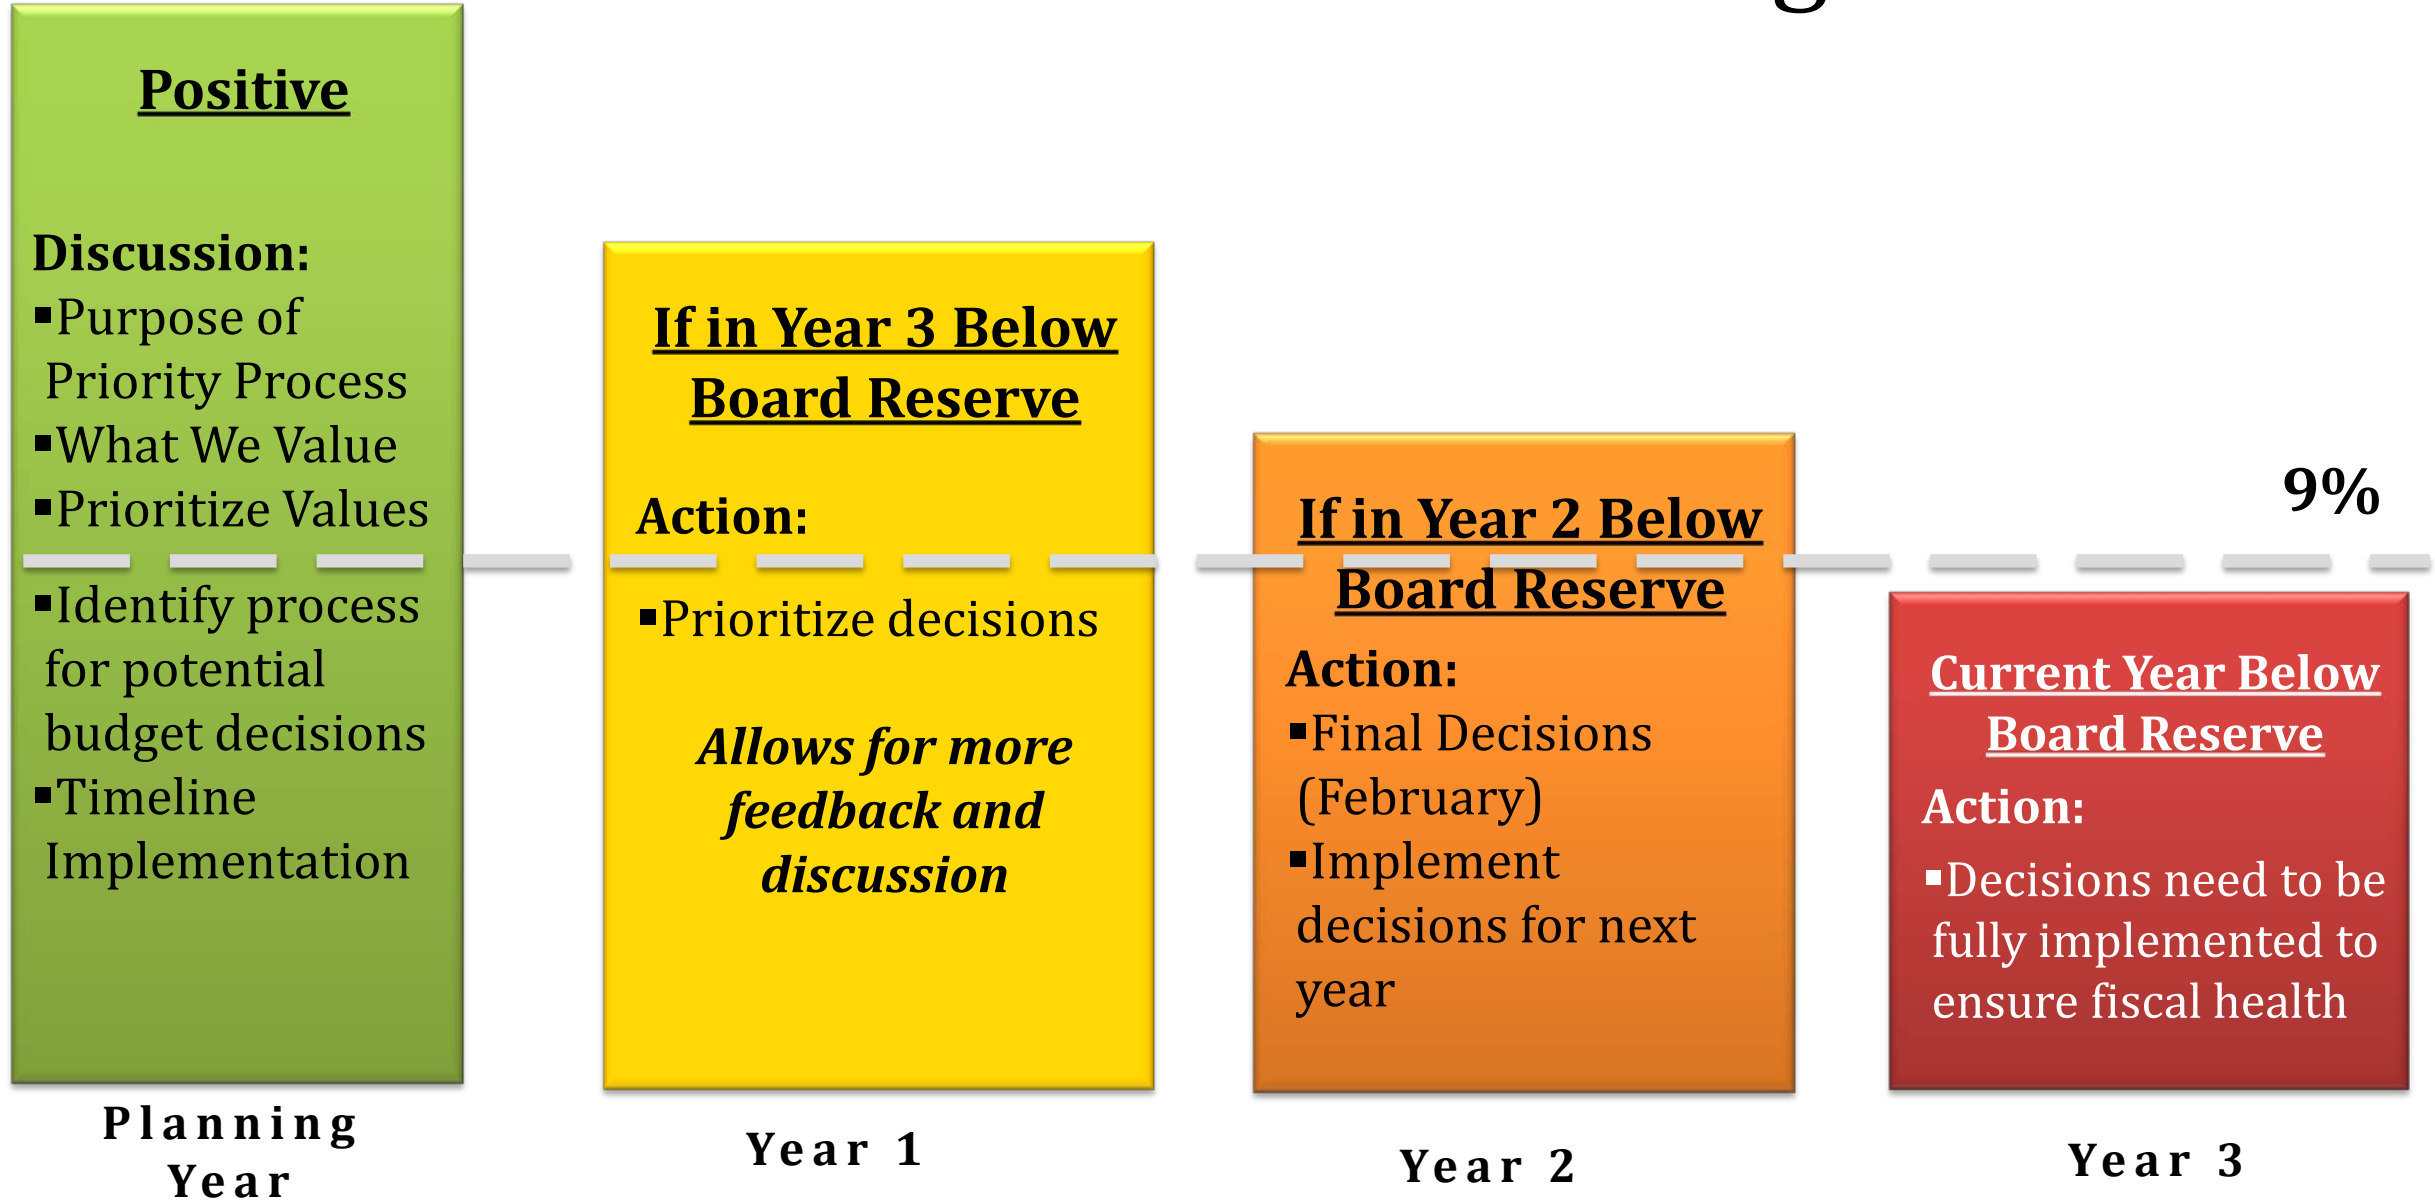 Positive
Discussion:
▪Purpose of
Priority Process
▪What We Value
▪Prioritize Values
▪Identify process
for potential
budget decisions
▪Timeline
Implementation
Planning
Year
If in Year 3 Below
Board Reserve
Action:
▪Prioritize decisions
Allows for more
feedback and
discussion
Year 1
If in Year 2 Below
Board Reserve
Action:
▪Final Decisions
(February)
▪Implement
decisions for next
year
Year 2
9%
Current Year Below
Board Reserve
Action:
▪Decisions need to be
fully implemented to
ensure fiscal health
Year 3